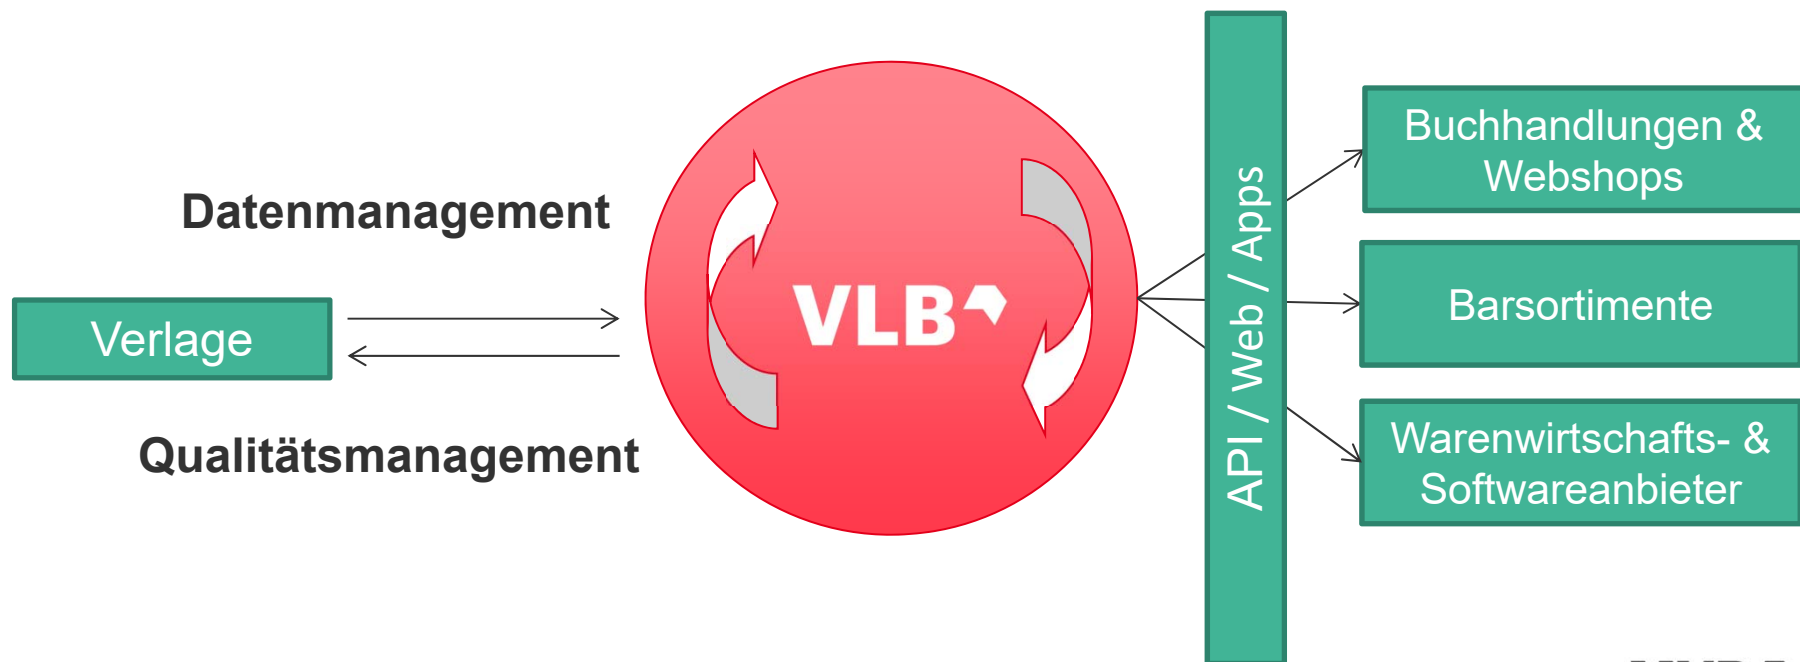 Datenmanagement
Verlage
Qualitätsmanagement
VLB
API / Web / Apps
Buchhandlungen &
Webshops
Barsortimente
Warenwirtschafts- &
Softwareanbieter